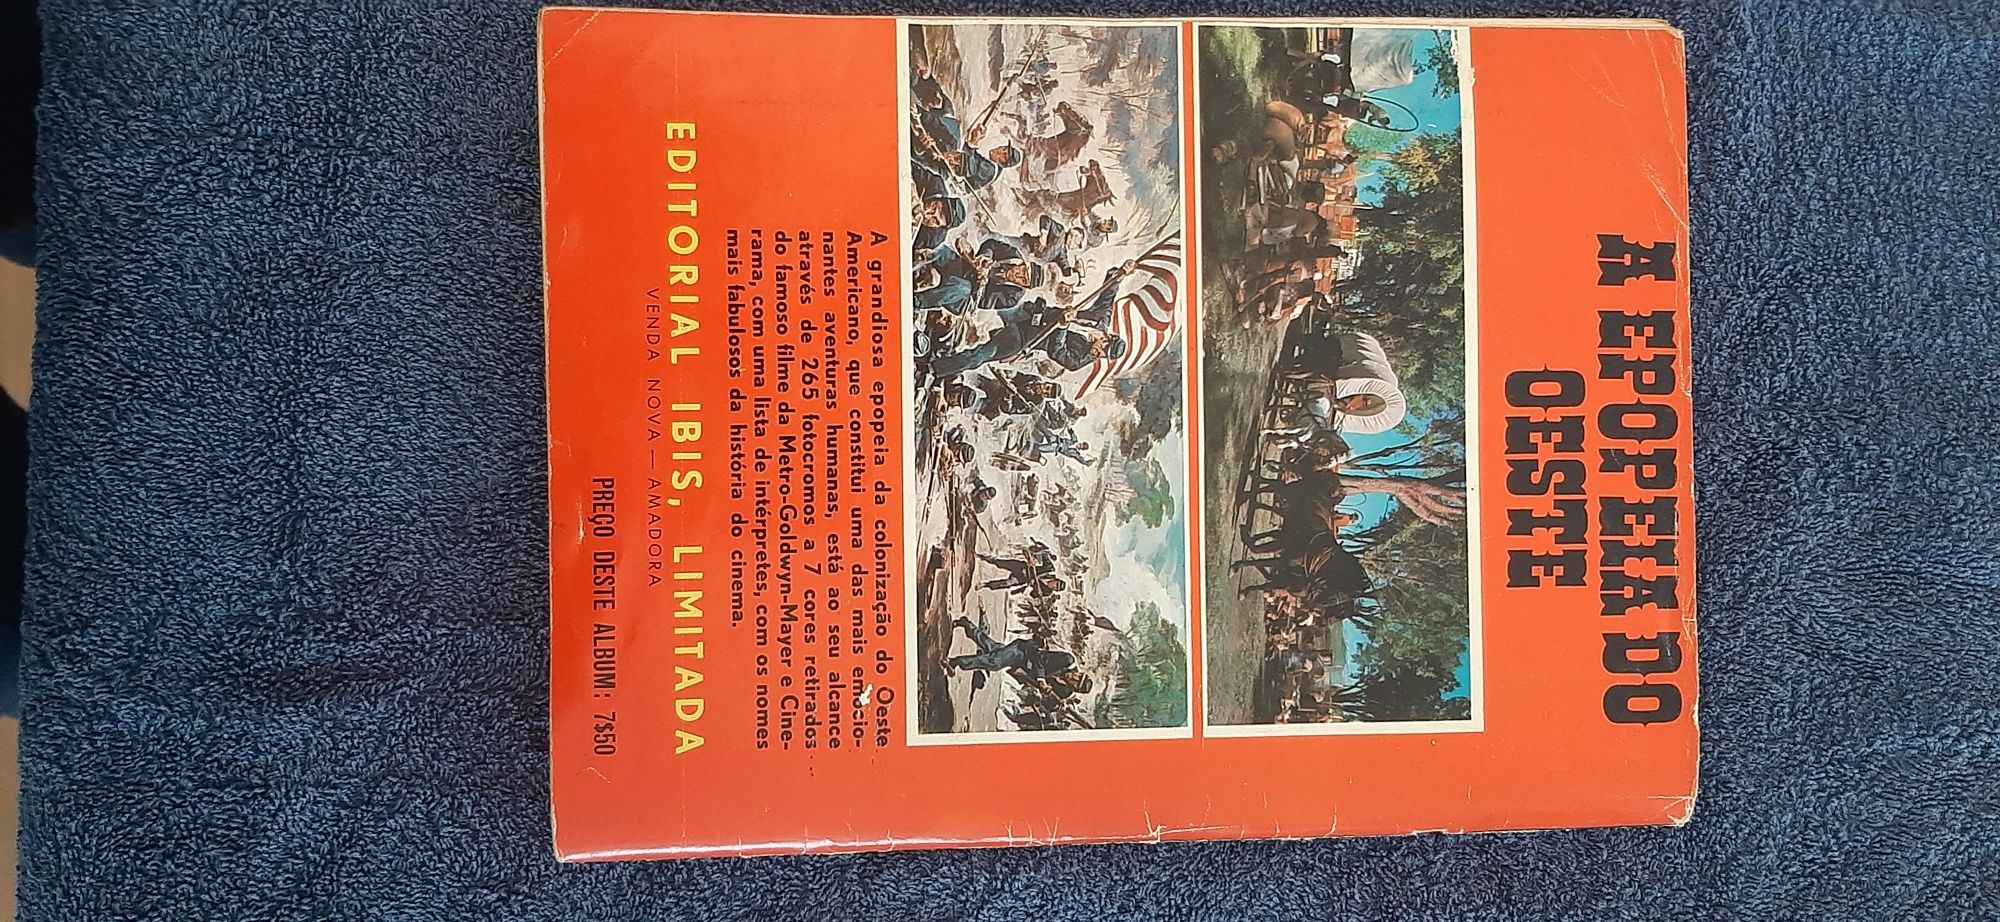 A EPOPEIA DO
OESTE
A grandiosa epopeia da colonização do Oeste
Americano, que constitui uma das mais emocio-
nantes aventuras humanas, está ao seu alcance
através de 265 fotocromos a 7 cores retirados
do famoso filme da Metro-Goldwyn-Mayer e Cine-
rama, com uma lista de intérpretes, com os nomes
mais fabulosos da história do cinema.
EDITORIAL IBIS, LIMITADA
VENDA NOVA — AMADORA
PREÇO DESTE ALBUM: 7$50